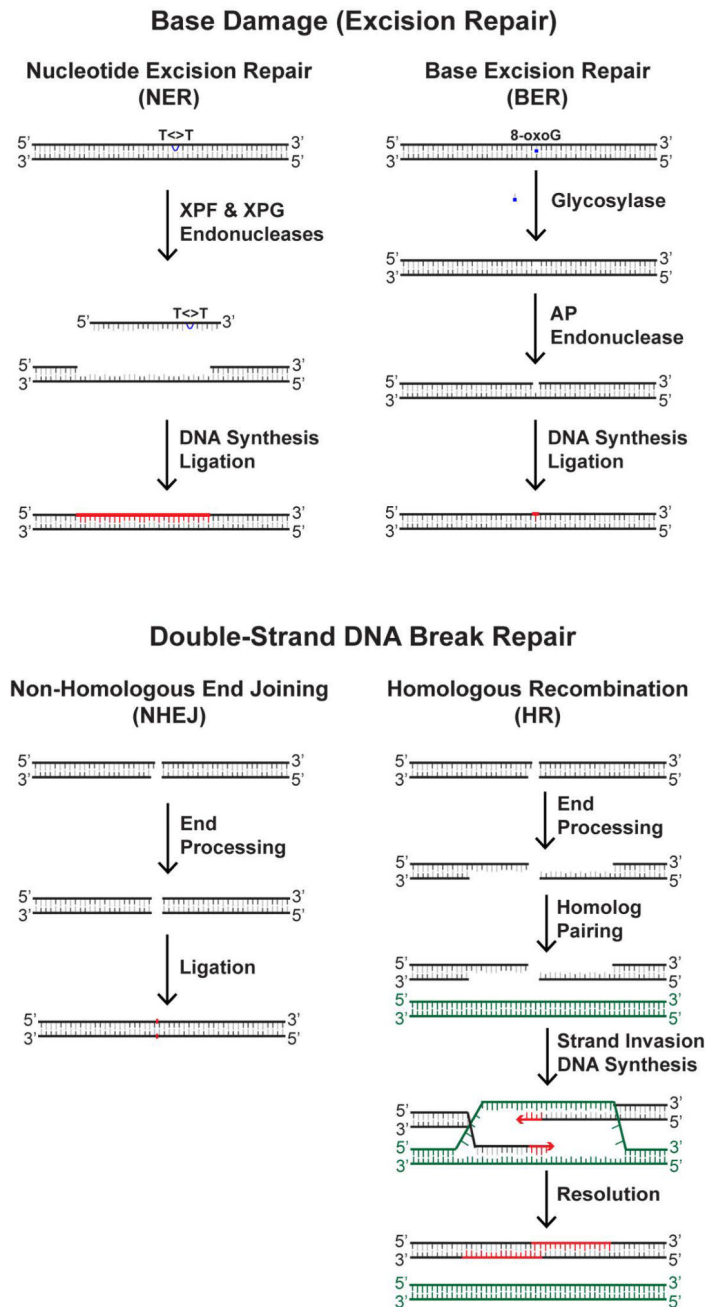 Base Damage (Excision Repair)
Nucleotide Excision Repair
(NER)
T<>T
5’ 3’
3’ 5’
XPF & XPG
Endonucleases
T<>T
5’ 3’
5’ 3’
3’ 5’
DNA Synthesis
Ligation
5’ 3’
3’ 5’
Base Excision Repair
(BER)
8-oxoG
5’ 3’
3’ 5’
Glycosylase
5’ 3’
3’ 5’
AP
Endonuclease
5’ 3’
3’ 5’
DNA Synthesis
Ligation
5’ 3’
3’ 5’
Double-Strand DNA Break Repair
Non-Homologous End Joining
(NHEJ)
5’ 3’
3’ 5’
End
Processing
5’ 3’
3’ 5’
Ligation
5’ 3’
3’ 5’
Homologous Recombination
(HR)
5’ 3’
3’ 5’
End
Processing
5’ 3’
3’ 5’
Homolog
Pairing
5’ 3’
3’ 5’
5’ 3’
3’ 5’
Strand Invasion
DNA Synthesis
5’ 3’
3’ 5’
5’ 3’
3’ 5’
Resolution
5’ 3’
3’ 5’
5’ 3’
3’ 5’